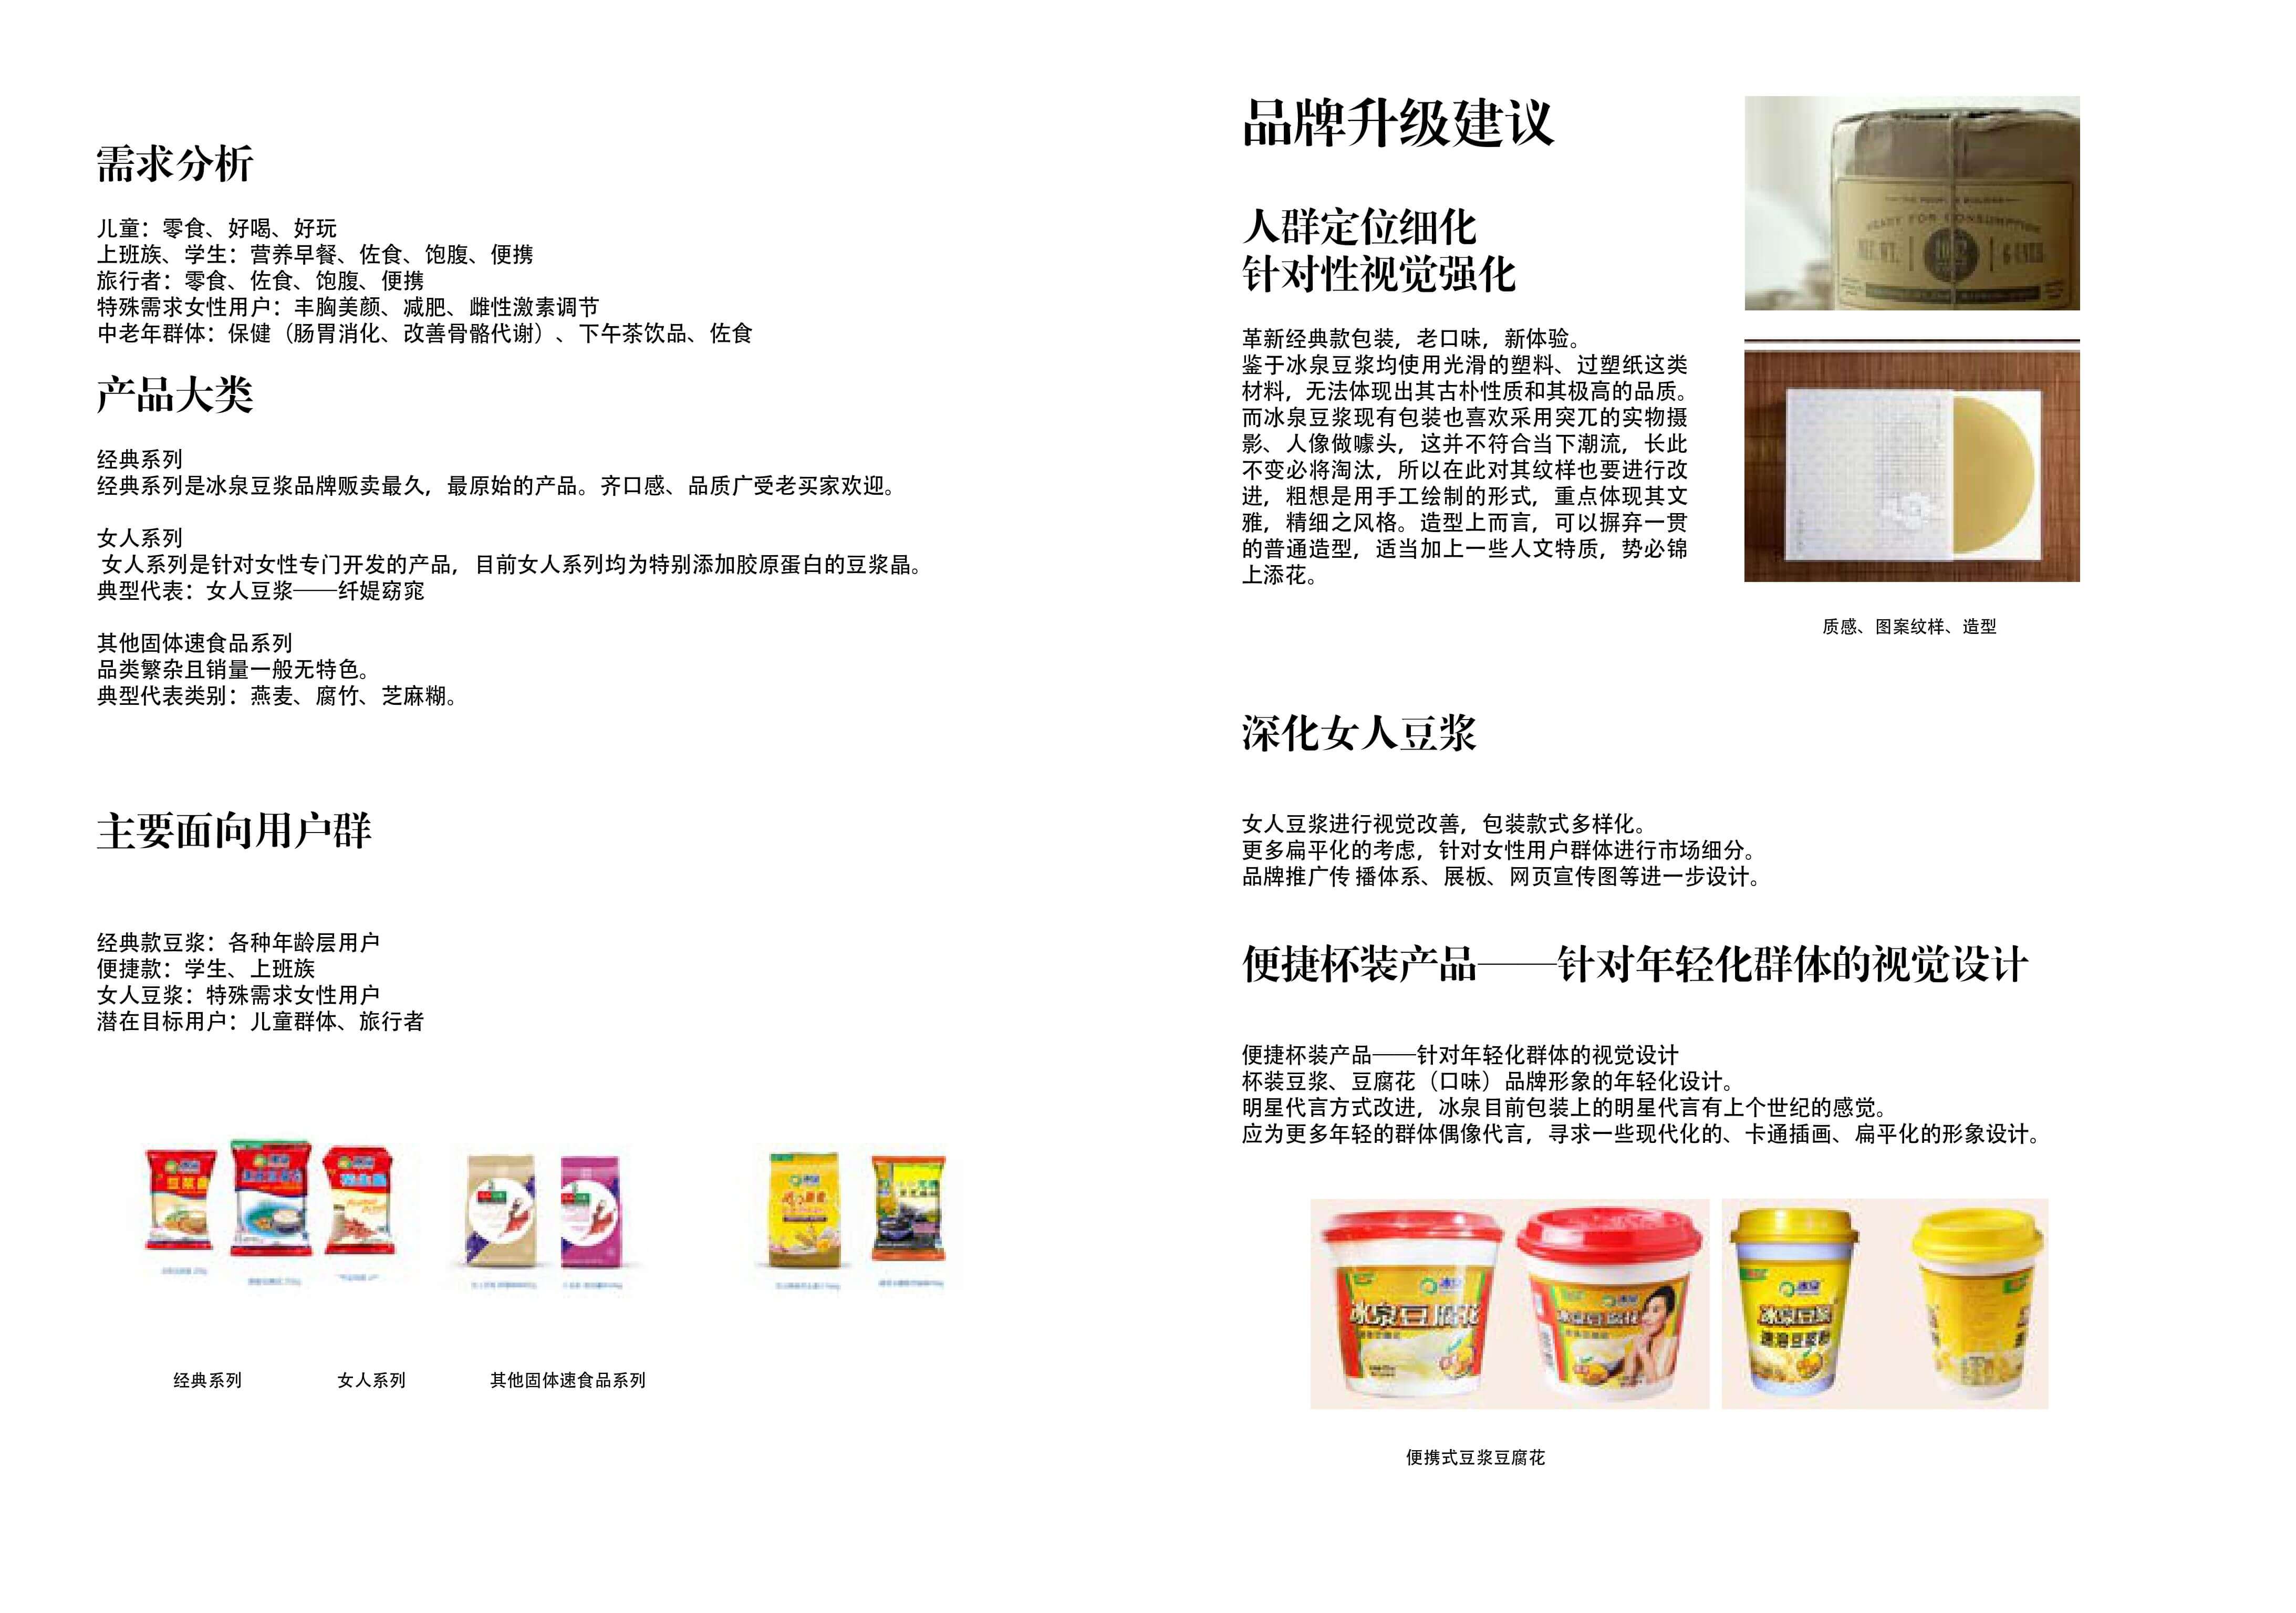 需求分析
儿童：零食、好喝、好玩
上班族、学生：营养早餐、佐食、饱腹、便携
旅行者：零食、佐食、饱腹、便携
特殊需求女性用户：丰胸美颜、减肥、雌性激素调节
中老年群体：保健（肠胃消化、改善骨骼代谢）、下午茶饮品、佐食
产品大类
经典系列
经典系列是冰泉豆浆品牌贩卖最久，最原始的产品。齐口感、品质广受老买家欢迎。
女人系列
女人系列是针对女性专门开发的产品，目前女人系列均为特别添加胶原蛋白的豆浆晶。
典型代表：女人豆浆——纤媞窈窕
其他固体速食品系列
品类繁杂且销量一般无特色。
典型代表类别：燕麦、腐竹、芝麻糊。
主要面向用户群
经典款豆浆：各种年龄层用户
便捷款：学生、上班族
女人豆浆：特殊需求女性用户
潜在目标用户：儿童群体、旅行者
经典系列
女人系列
其他固体速食品系列
品牌升级建议
人群定位细化
针对性视觉强化
革新经典款包装，老口味，新体验。
鉴于冰泉豆浆均使用光滑的塑料、过塑纸这类
材料，无法体现出其古朴性质和其极高的品质。
而冰泉豆浆现有包装也喜欢采用突兀的实物摄
影、人像做噱头，这并不符合当下潮流，长此
不变必将淘汰，所以在此对其纹样也要进行改
进，粗想是用手工绘制的形式，重点体现其文
雅，精细之风格。造型上而言，可以摒弃一贯
的普通造型，适当加上一些人文特质，势必锦
上添花。
READY FOR CONSUMPTION
质感、图案纹样、造型
深化女人豆浆
女人豆浆进行视觉改善，包装款式多样化。
更多扁平化的考虑，针对女性用户群体进行市场细分。
品牌推广传 播体系、展板、网页宣传图等进一步设计。
便捷杯装产品——针对年轻化群体的视觉设计
便捷杯装产品——针对年轻化群体的视觉设计
杯装豆浆、豆腐花（口味）品牌形象的年轻化设计。
明星代言方式改进，冰泉目前包装上的明星代言有上个世纪的感觉。
应为更多年轻的群体偶像代言，寻求一些现代化的、卡通插画、扁平化的形象设计。
冰泉
冰泉豆腐花
冰泉
冰泉豆腐花
冰泉
冰泉豆浆
速溶豆浆粉
便携式豆浆豆腐花